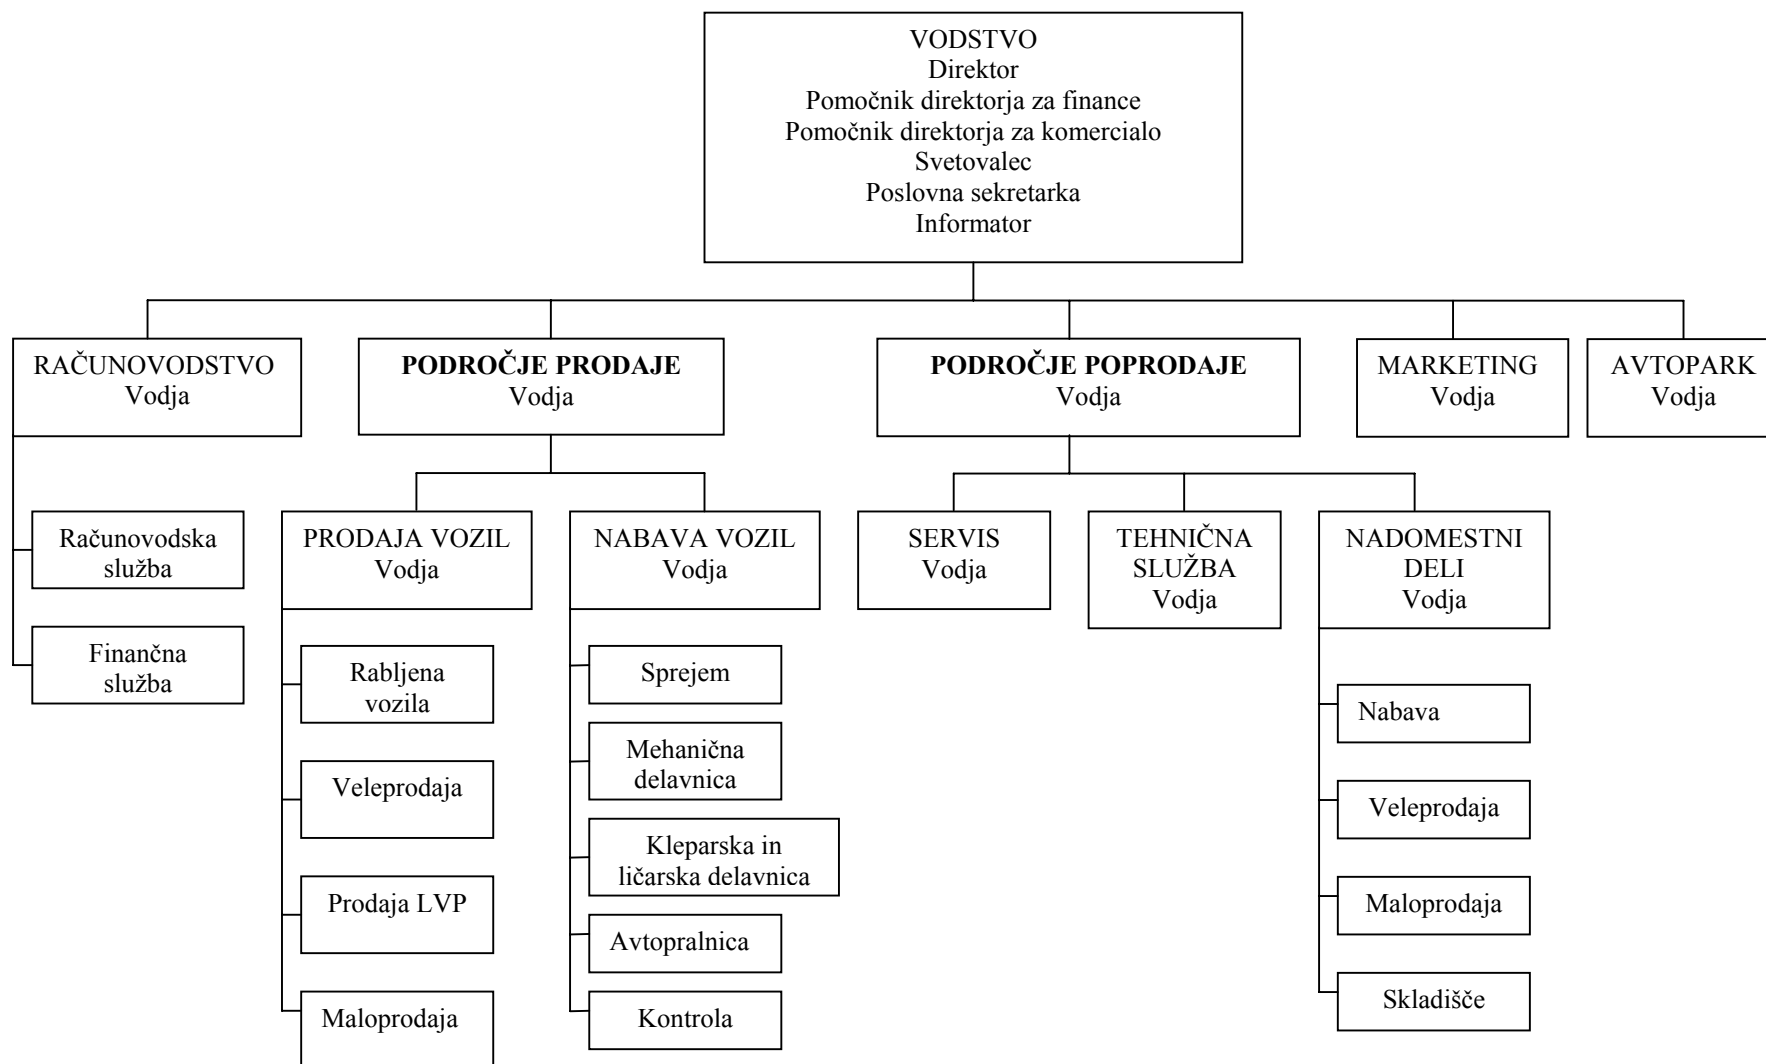 VODSTVO
Direktor
Pomočnik direktorja za finance
Pomočnik direktorja za komercialo
Svetovalec
Poslovna sekretarka
Informator
RAČUNOVODSTVO
Vodja
PODROČJE PRODAJE
Vodja
PODROČJE POPRODAJE
Vodja
MARKETING
Vodja
AVTOPARK
Vodja
Računovodska
služba
Finančna
služba
PRODAJA VOZIL
Vodja
Rabljena
vozila
Veleprodaja
Prodaja LVP
Maloprodaja
NABAVA VOZIL
Vodja
Sprejem
Mehanična
delavnica
Kleparska in
ličarska delavnica
Avtopralnica
Kontrola
SERVIS
Vodja
TEHNIČNA
SLUŽBA
Vodja
NADOMESTNI
DELI
Vodja
Nabava
Veleprodaja
Maloprodaja
Skladišče